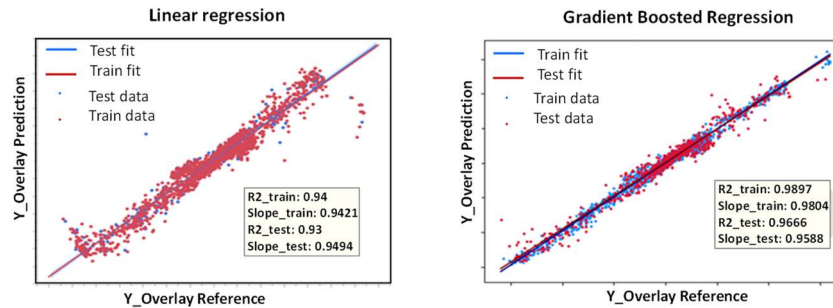 Linear regression
Test fit
Train fit
Test data
Train data
R2_train: 0.94
Slope_train: 0.9421
R2_test: 0.93
Slope_test: 0.9494
Y_Overlay Prediction
Y_Overlay Reference
Gradient Boosted Regression
Train fit
Test fit
Train data
Test data
R2_train: 0.9897
Slope_train: 0.9804
R2_test: 0.9666
Slope_test: 0.9588
Y_Overlay Prediction
Y_Overlay Reference